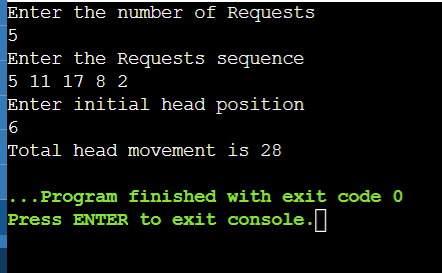 Enter the number of Requests
5
Enter the Requests sequence
5 11 17 8 2
Enter initial head position
6
Total head movement is 28
...Program finished with exit code 0
Press ENTER to exit console.